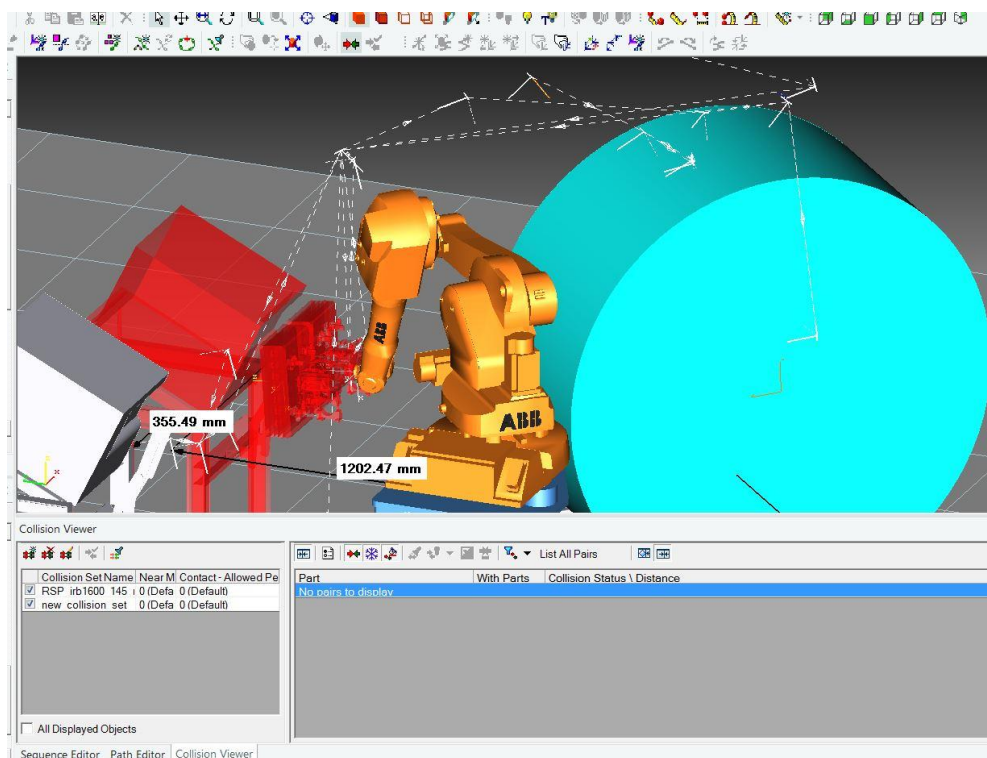 ABB
355.49 mm
ABB
1202.47 mm
Collision Viewer
List All Pairs
Collision Set Name Near M Contact - Allowed Pe
RSP irb1600 145 0 (Defa 0 (Default)
new collision set 0 (Defa 0 (Default)
All Displayed Objects
Part With Parts Collision Status \ Distance
No pairs to display
Sequence Editor Path Editor Collision Viewer